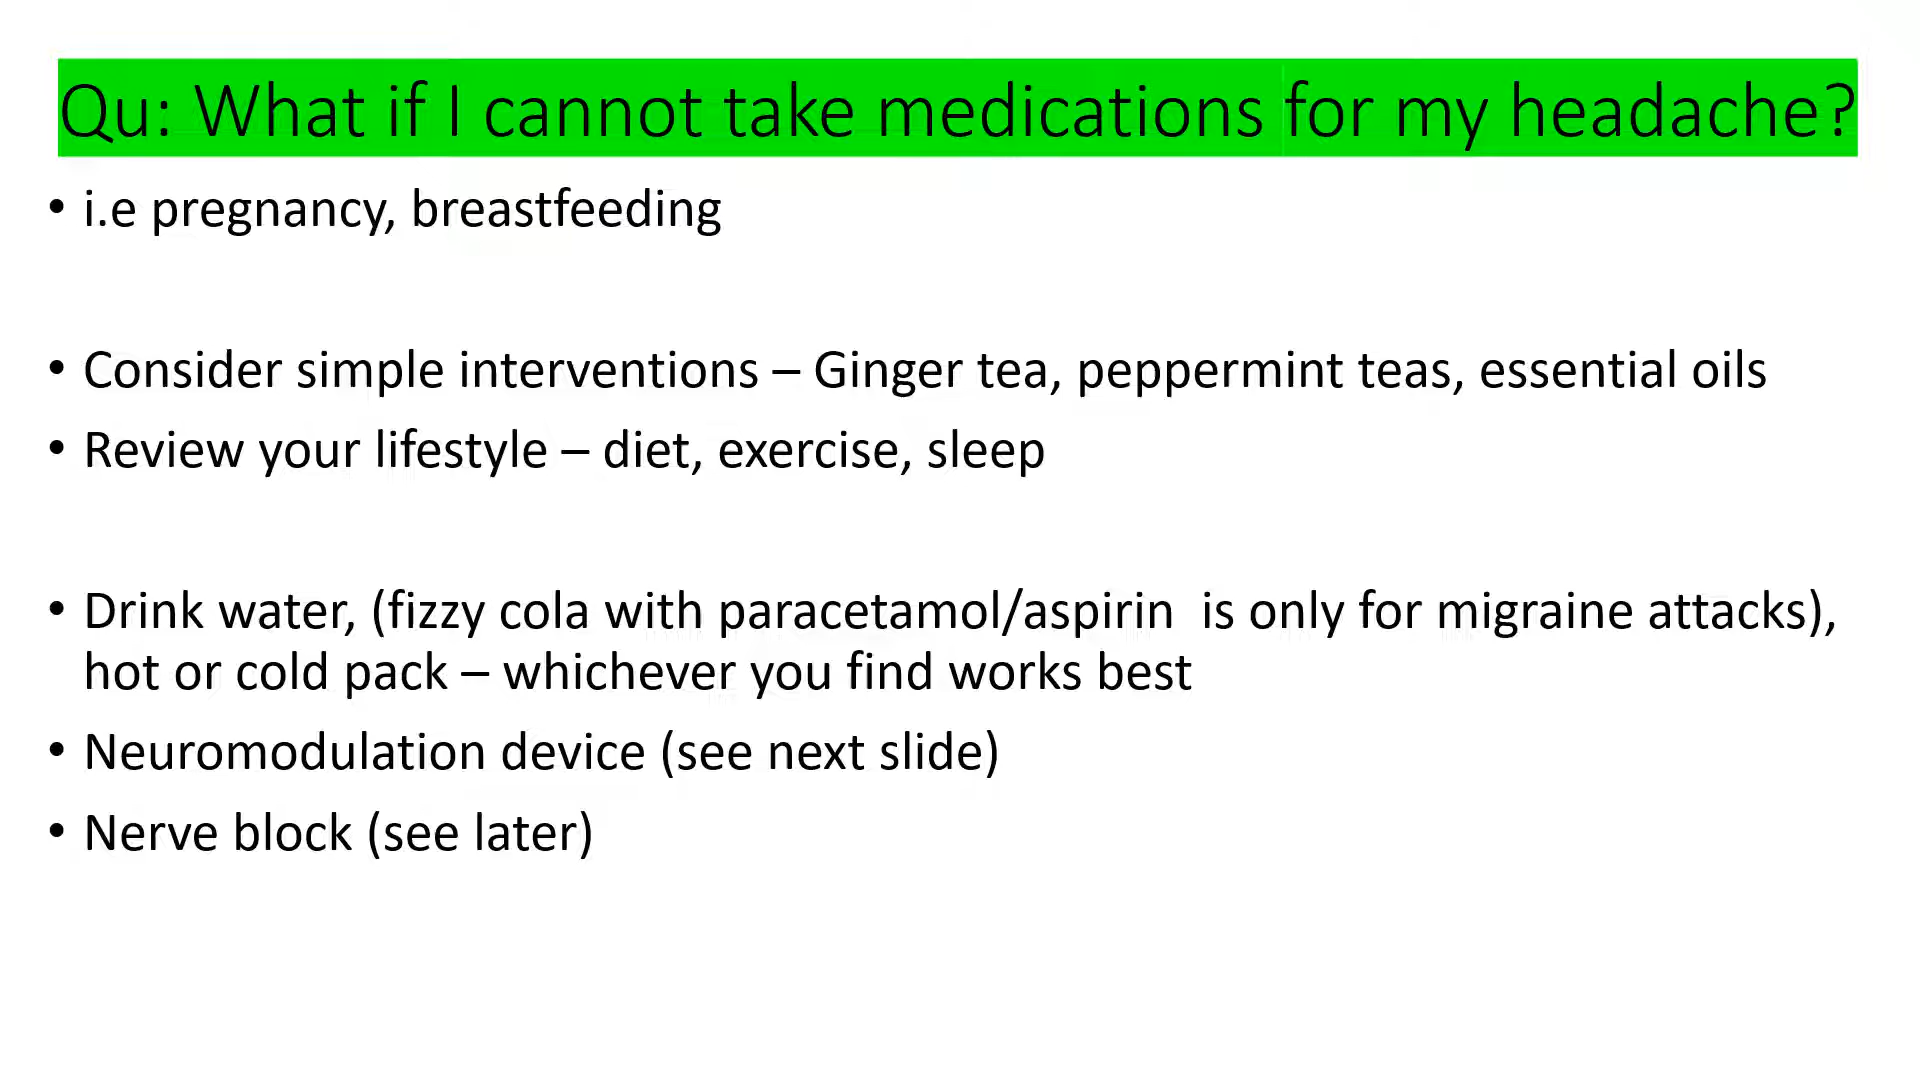 Qu: What if I cannot take medications for my headache?
• i.e pregnancy, breastfeeding
• Consider simple interventions – Ginger tea, peppermint teas, essential oils
• Review your lifestyle – diet, exercise, sleep
• Drink water, (fizzy cola with paracetamol/aspirin  is only for migraine attacks),
hot or cold pack – whichever you find works best
• Neuromodulation device (see next slide)
• Nerve block (see later)